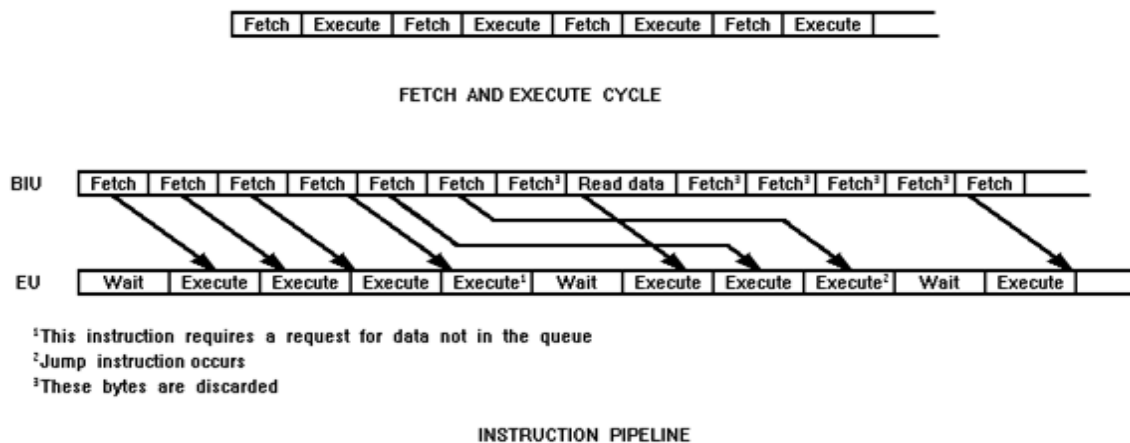 Fetch Execute Fetch Execute Fetch Execute Fetch Execute
FETCH AND EXECUTE CYCLE
BIU Fetch Fetch Fetch Fetch Fetch Fetch Fetch³ Read data Fetch³ Fetch³ Fetch³ Fetch³ Fetch
EU Wait Execute Execute Execute Execute¹ Wait Execute Execute Execute² Wait Execute
¹This instruction requires a request for data not in the queue
²Jump instruction occurs
³These bytes are discarded
INSTRUCTION PIPELINE